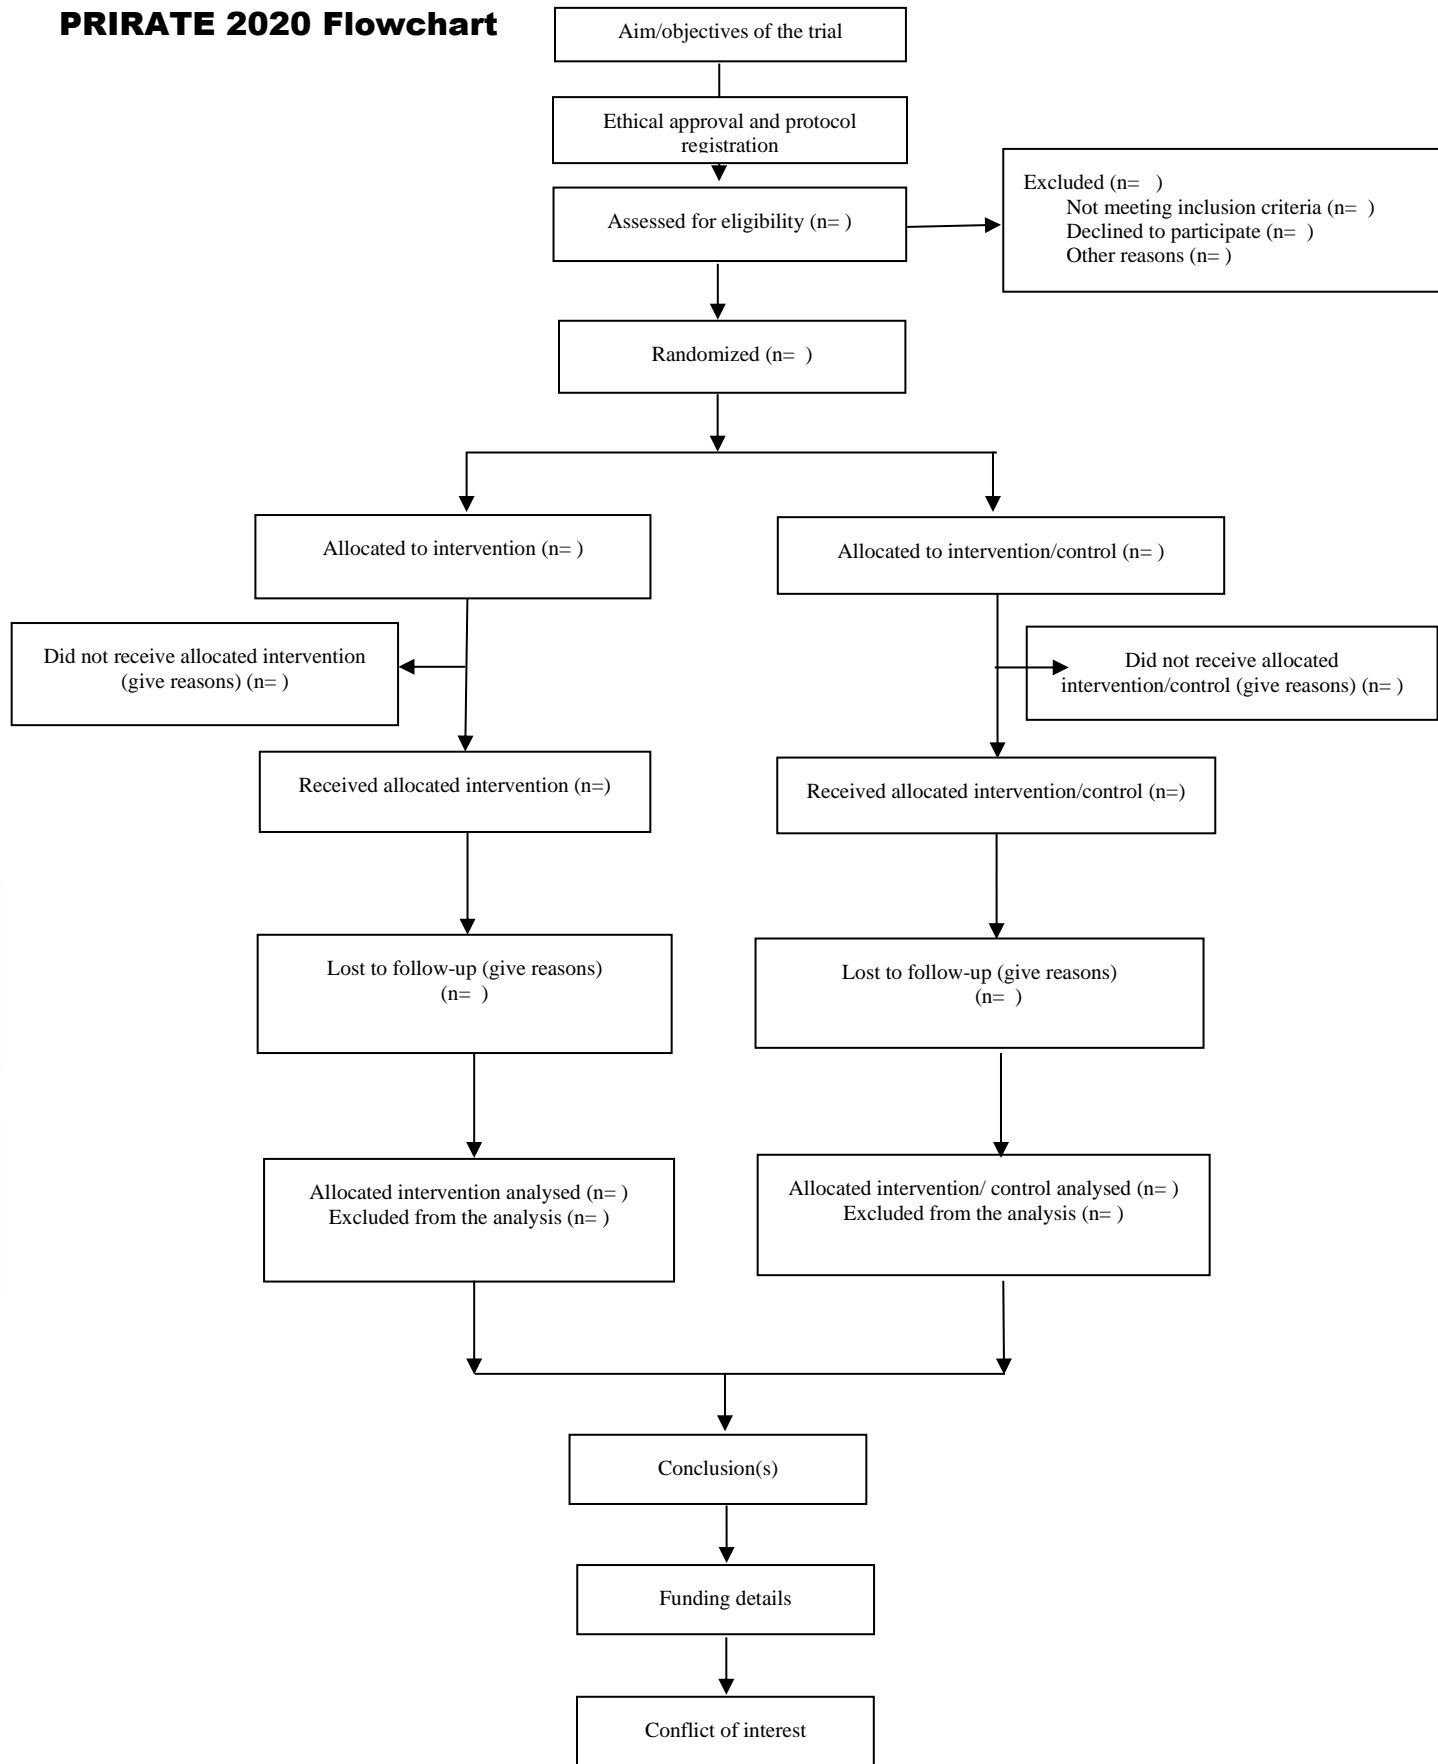 PRIRATE 2020 Flowchart
Aim/objectives of the trial
Ethical approval and protocol
registration
Assessed for eligibility (n= )
Excluded (n=   )
Not meeting inclusion criteria (n=  )
Declined to participate (n=  )
Other reasons (n= )
Randomized (n=  )
Allocated to intervention (n= )
Allocated to intervention/control (n= )
Did not receive allocated intervention
(give reasons) (n= )
Did not receive allocated
intervention/control (give reasons) (n= )
Received allocated intervention (n=)
Received allocated intervention/control (n=)
Lost to follow-up (give reasons)
(n=  )
Lost to follow-up (give reasons)
(n=  )
Allocated intervention analysed (n= )
Excluded from the analysis (n= )
Allocated intervention/ control analysed (n= )
Excluded from the analysis (n= )
Conclusion(s)
Funding details
Conflict of interest